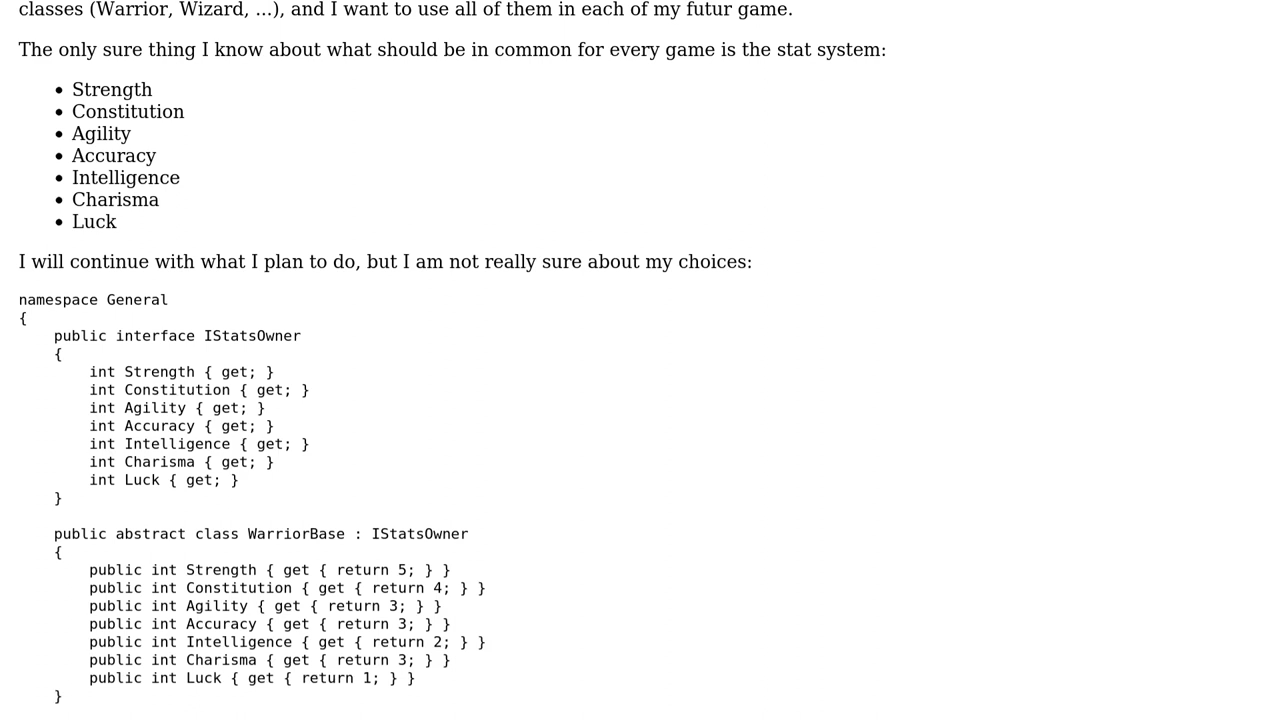 classes (Warrior, Wizard, ...), and I want to use all of them in each of my futur game.
The only sure thing I know about what should be in common for every game is the stat system:
• Strength
• Constitution
• Agility
• Accuracy
• Intelligence
• Charisma
• Luck
I will continue with what I plan to do, but I am not really sure about my choices:
namespace General
{
    public interface IStatsOwner
    {
        int Strength { get; }
        int Constitution { get; }
        int Agility { get; }
        int Accuracy { get; }
        int Intelligence { get; }
        int Charisma { get; }
        int Luck { get; }
    }
    public abstract class WarriorBase : IStatsOwner
    {
        public int Strength { get { return 5; } }
        public int Constitution { get { return 4; } }
        public int Agility { get { return 3; } }
        public int Accuracy { get { return 3; } }
        public int Intelligence { get { return 2; } }
        public int Charisma { get { return 3; } }
        public int Luck { get { return 1; } }
    }